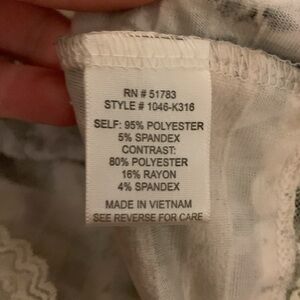 RN # 51783
STYLE # 1046-K316
SELF: 95% POLYESTER
5% SPANDEX
CONTRAST:
80% POLYESTER
16% RAYON
4% SPANDEX
MADE IN VIETNAM
SEE REVERSE FOR CARE